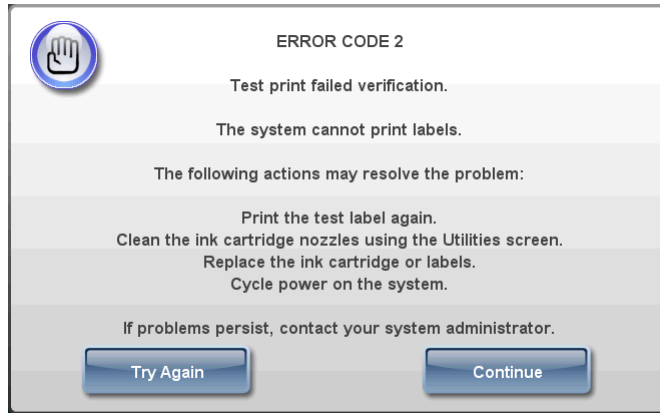 ERROR CODE 2
Test print failed verification.
The system cannot print labels.
The following actions may resolve the problem:
Print the test label again.
Clean the ink cartridge nozzles using the Utilities screen.
Replace the ink cartridge or labels.
Cycle power on the system.
If problems persist, contact your system administrator.
Try Again
Continue